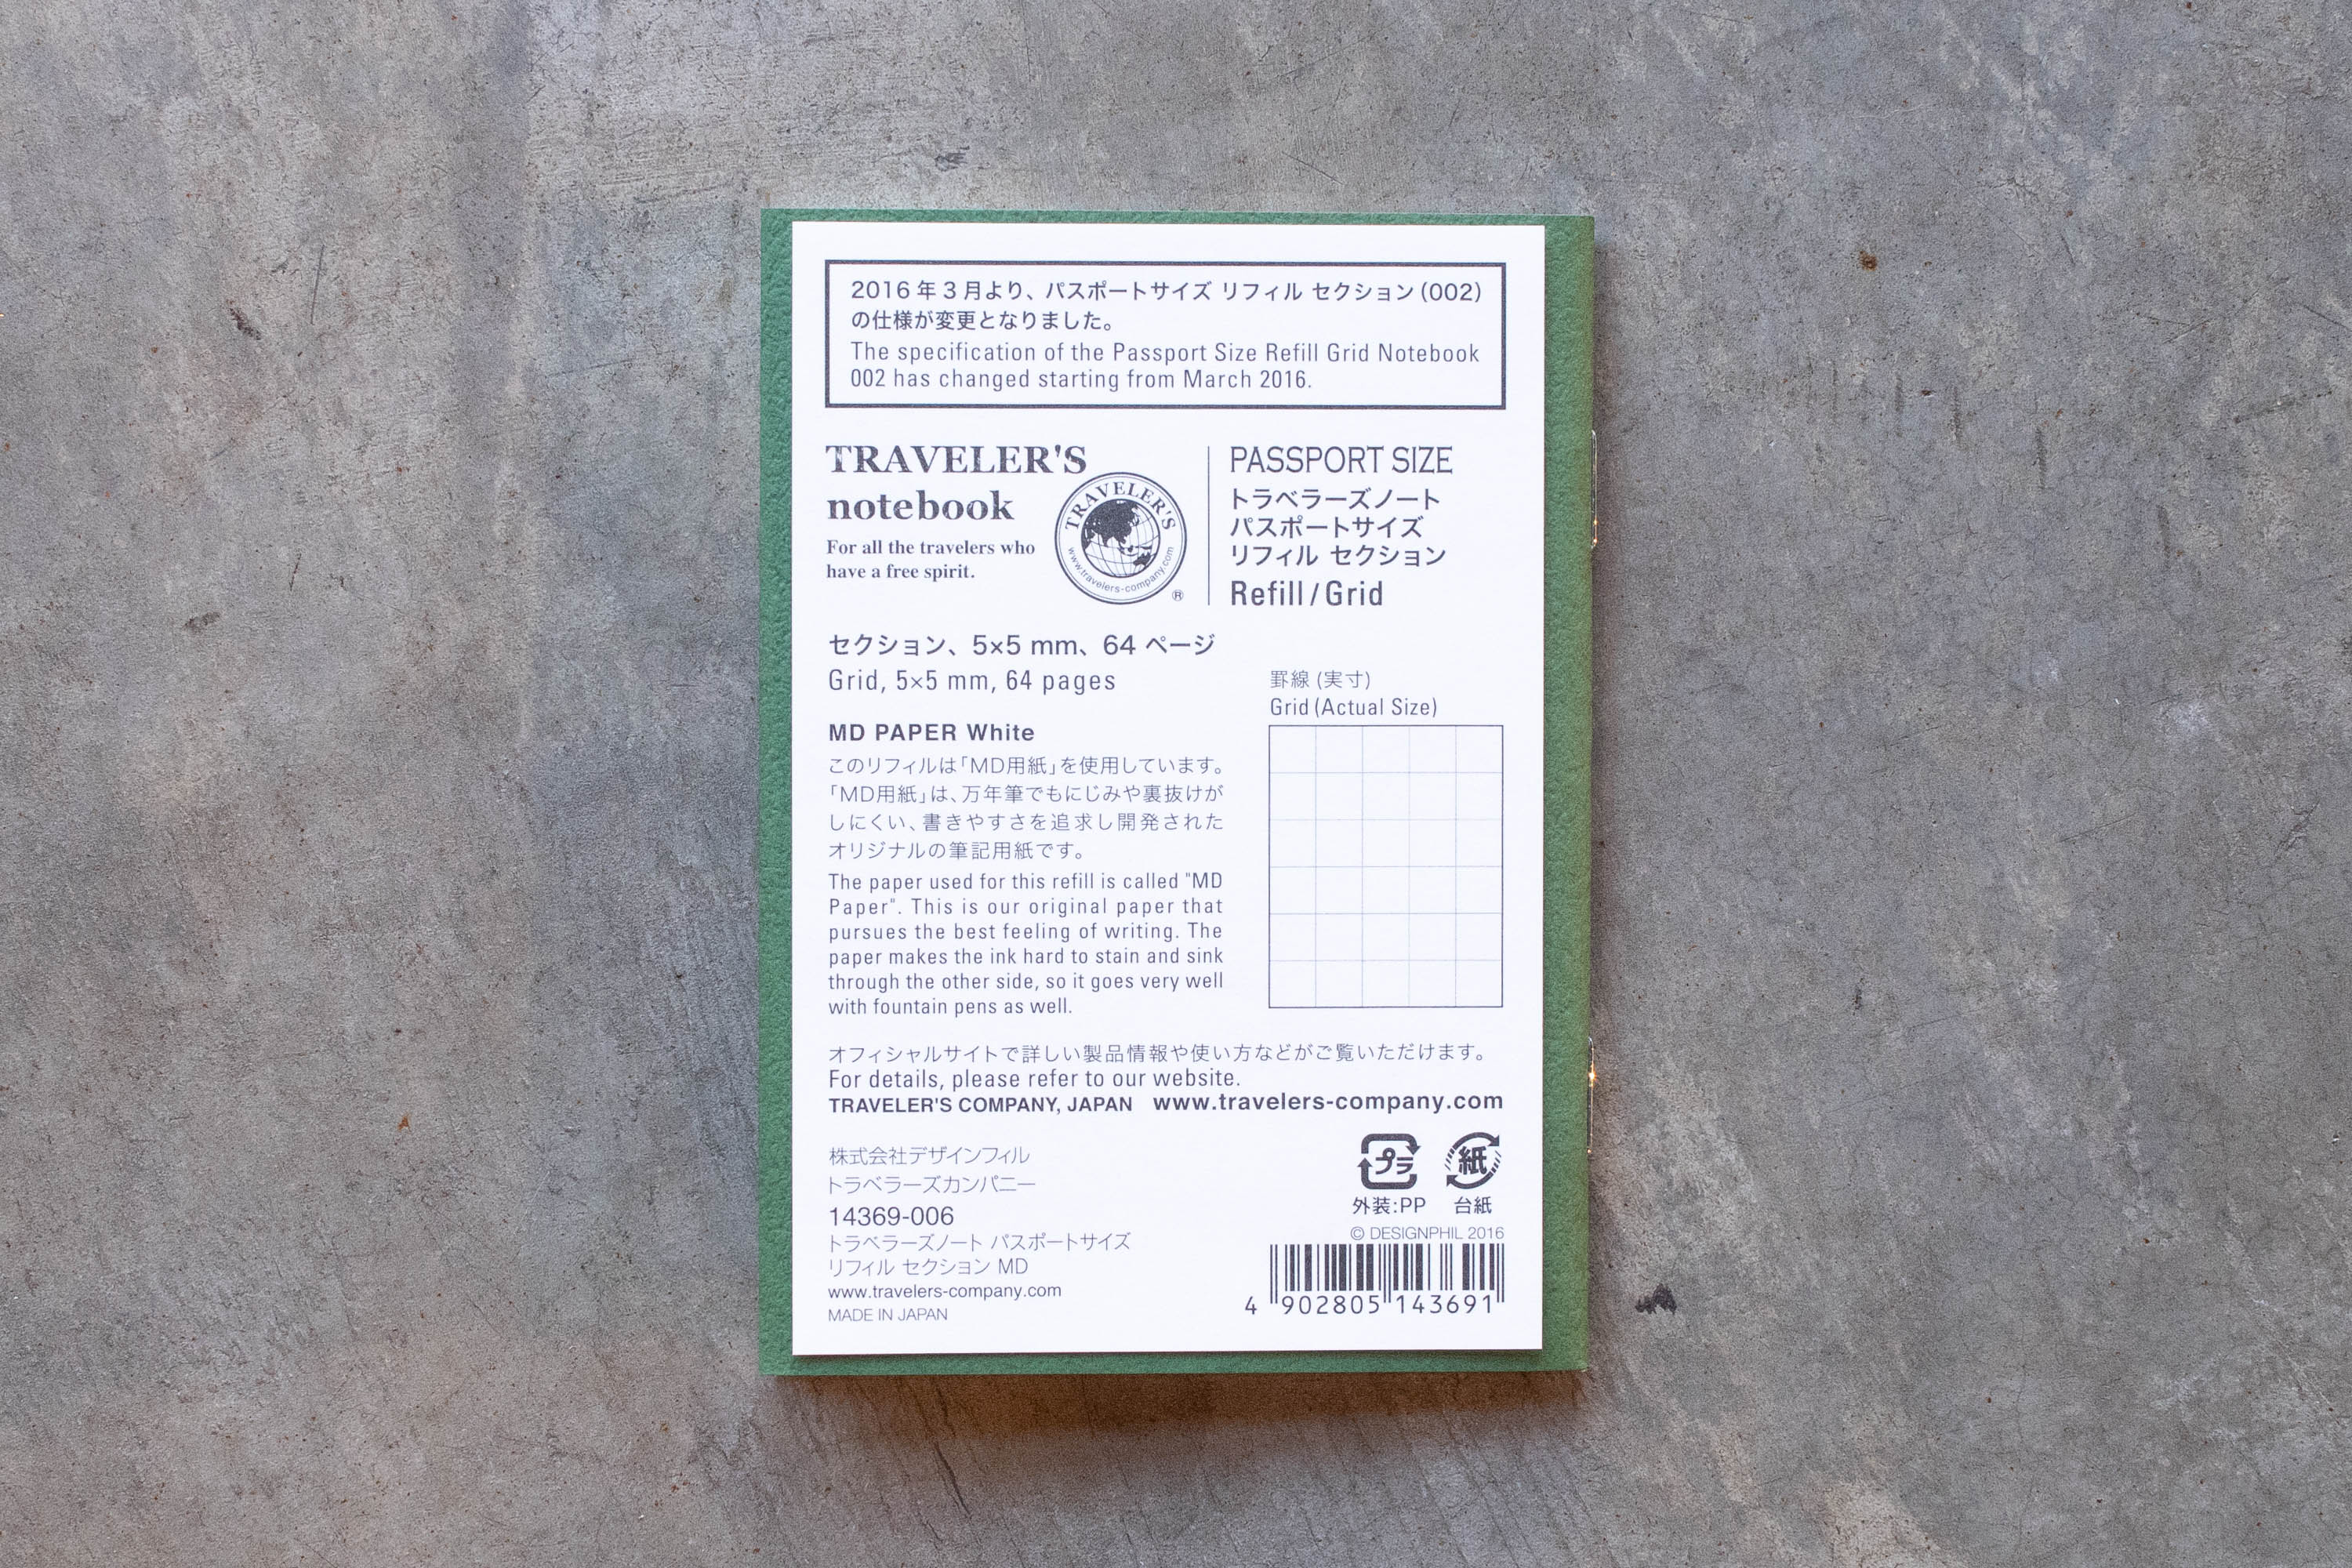 2016年3月より、パスポートサイズ リフィル セクション(002)
の仕様が変更となりました。
The specification of the Passport Size Refill Grid Notebook
002 has changed starting from March 2016.
TRAVELER'S
notebook
For all the travelers who
have a free spirit.
TRAVELER'S
www.travelers-company.com
®
PASSPORT SIZE
トラベラーズノート
パスポートサイズ
リフィル セクション
Refill / Grid
セクション、5×5 mm、64 ページ
Grid, 5×5 mm, 64 pages
罫線 (実寸)
Grid (Actual Size)
MD PAPER White
このリフィルは「MD用紙」を使用しています。
「MD用紙」は、万年筆でもにじみや裏抜けが
しにくい、書きやすさを追求し開発された
オリジナルの筆記用紙です。
The paper used for this refill is called "MD
Paper". This is our original paper that
pursues the best feeling of writing. The
paper makes the ink hard to stain and sink
through the other side, so it goes very well
with fountain pens as well.
オフィシャルサイトで詳しい製品情報や使い方などがご覧いただけます。
For details, please refer to our website.
TRAVELER'S COMPANY, JAPAN www.travelers-company.com
株式会社デザインフィル
トラベラーズカンパニー
14369-006
トラベラーズノート パスポートサイズ
リフィル セクション MD
www.travelers-company.com
MADE IN JAPAN
プラ 紙
外装:PP 台紙
© DESIGNPHIL 2016
4 902805 143691